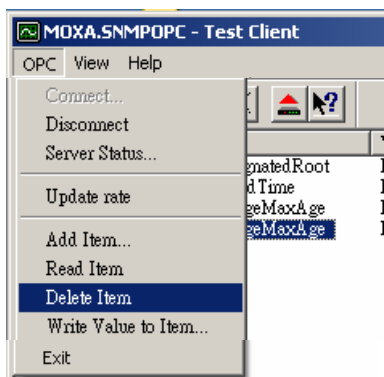 MOXA.SNMPOPC - Test Client
OPC View Help
Connect...
Disconnect
Server Status...
Update rate
Add Item...
Read Item
Delete Item
Write Value to Item...
Exit
gnatedRoot
dTime
geMaxAge
geMaxAge